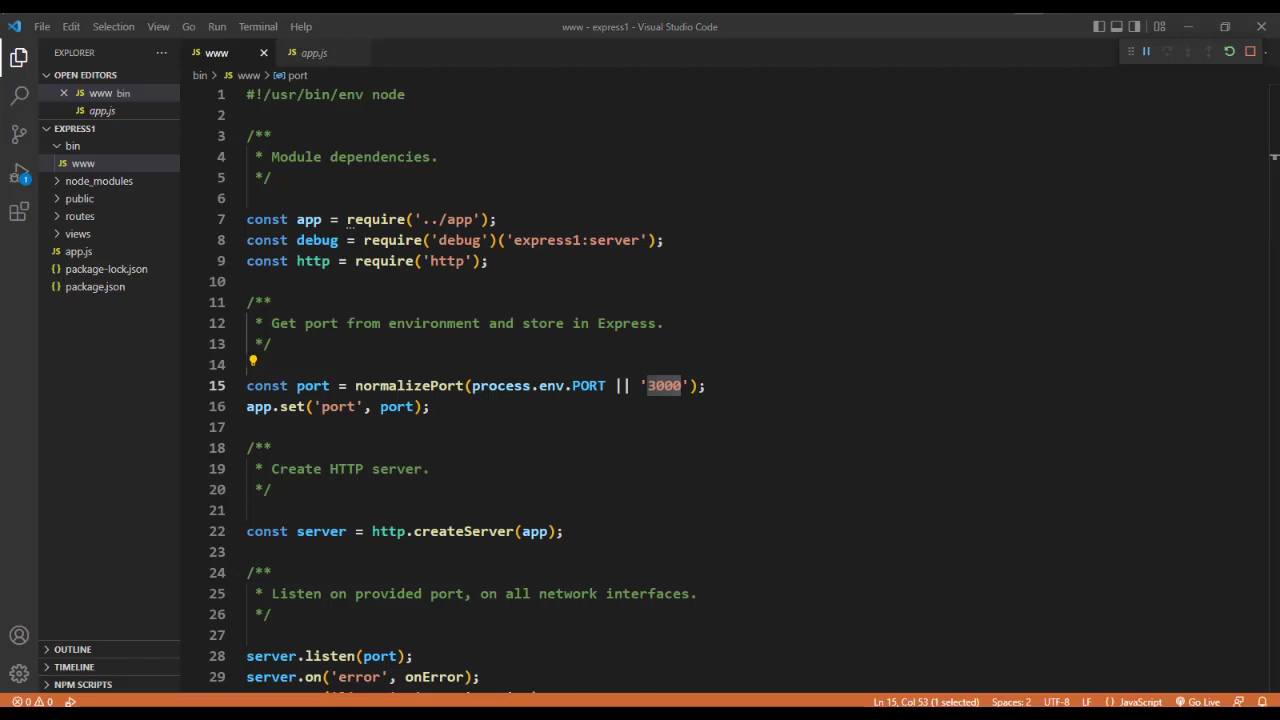 File Edit Selection View Go Run Terminal Help
www - express1 - Visual Studio Code
EXPLORER
OPEN EDITORS
www bin
app.js
EXPRESS1
bin
www
node_modules
public
routes
views
app.js
package-lock.json
package.json
OUTLINE
TIMELINE
NPM SCRIPTS
1
JS www
JS app.js
bin > JS www > port
1 #!/usr/bin/env node
2
3 /**
4 * Module dependencies.
5 */
6
7 const app = require('../app');
8 const debug = require('debug')('express1:server');
9 const http = require('http');
10
11 /**
12 * Get port from environment and store in Express.
13 */
14
15 const port = normalizePort(process.env.PORT || '3000');
16 app.set('port', port);
17
18 /**
19 * Create HTTP server.
20 */
21
22 const server = http.createServer(app);
23
24 /**
25 * Listen on provided port, on all network interfaces.
26 */
27
28 server.listen(port);
29 server.on('error', onError);
0 0 Ln 15, Col 53 (1 selected) Spaces: 2 UTF-8 LF {} JavaScript Go Live